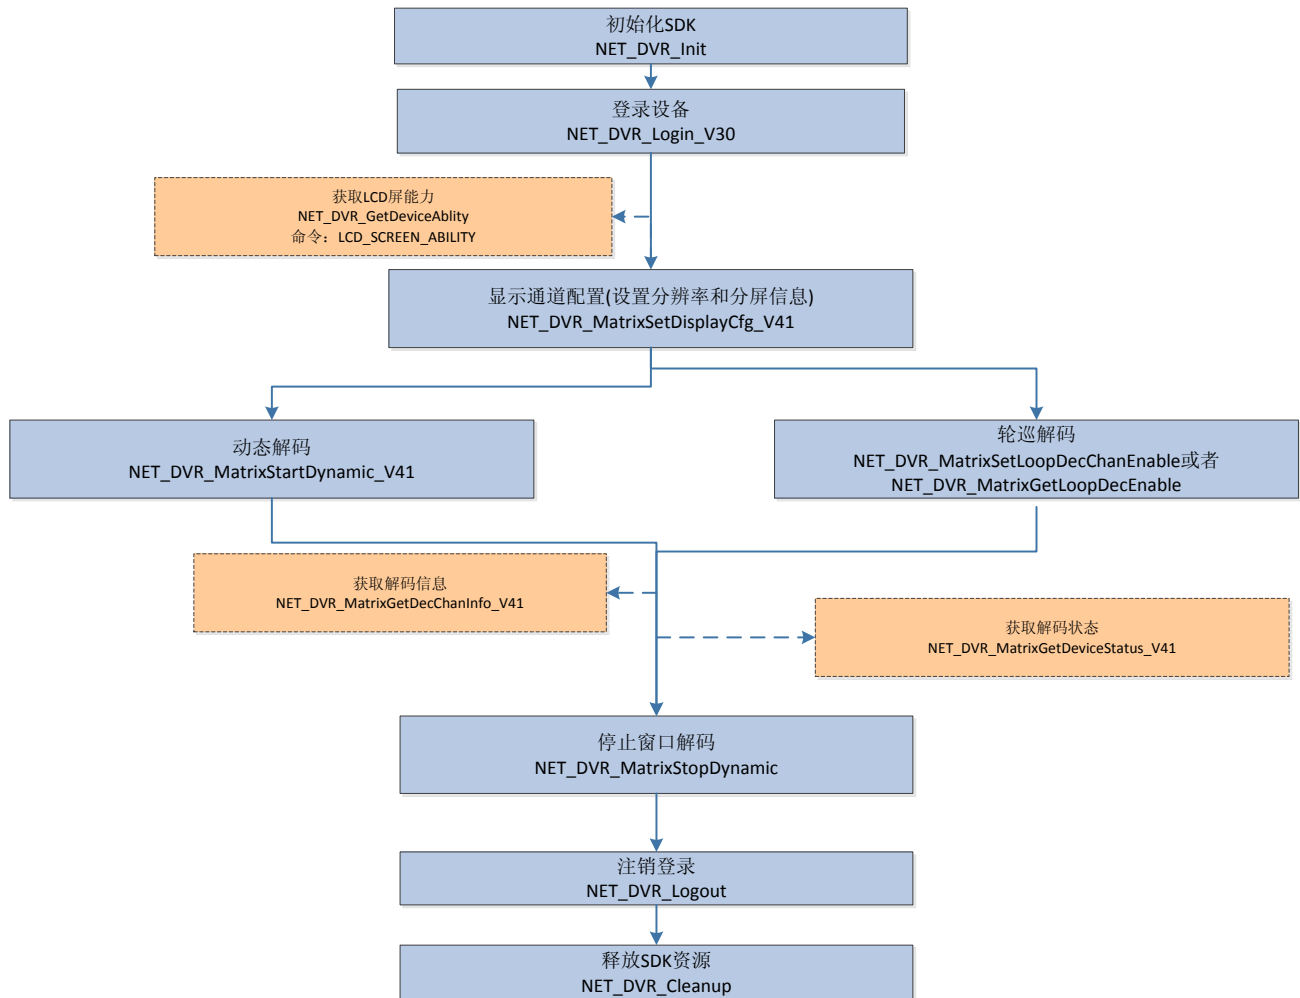 初始化SDK
NET_DVR_Init
登录设备
NET_DVR_Login_V30
获取LCD屏能力
NET_DVR_GetDeviceAblity
命令：LCD_SCREEN_ABILITY
显示通道配置(设置分辨率和分屏信息)
NET_DVR_MatrixSetDisplayCfg_V41
动态解码
NET_DVR_MatrixStartDynamic_V41
轮巡解码
NET_DVR_MatrixSetLoopDecChanEnable或者
NET_DVR_MatrixGetLoopDecEnable
获取解码信息
NET_DVR_MatrixGetDecChanInfo_V41
获取解码状态
NET_DVR_MatrixGetDeviceStatus_V41
停止窗口解码
NET_DVR_MatrixStopDynamic
注销登录
NET_DVR_Logout
释放SDK资源
NET_DVR_Cleanup